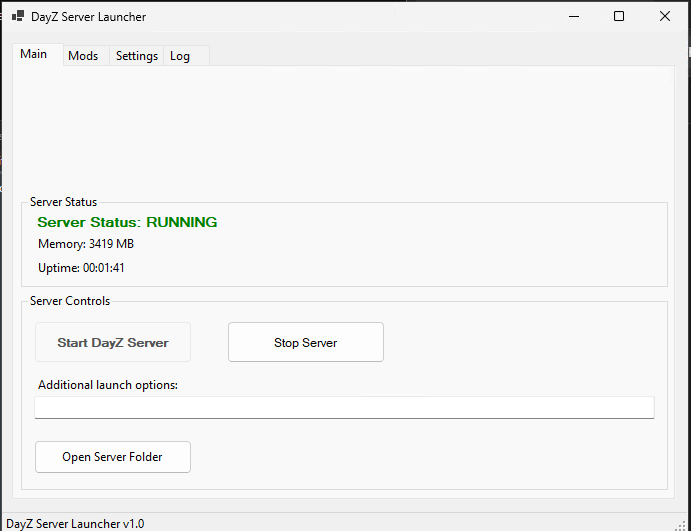 DayZ Server Launcher
Main Mods Settings Log
Server Status
Server Status: RUNNING
Memory: 3419 MB
Uptime: 00:01:41
Server Controls
Start DayZ Server Stop Server
Additional launch options:
Open Server Folder
DayZ Server Launcher v1.0